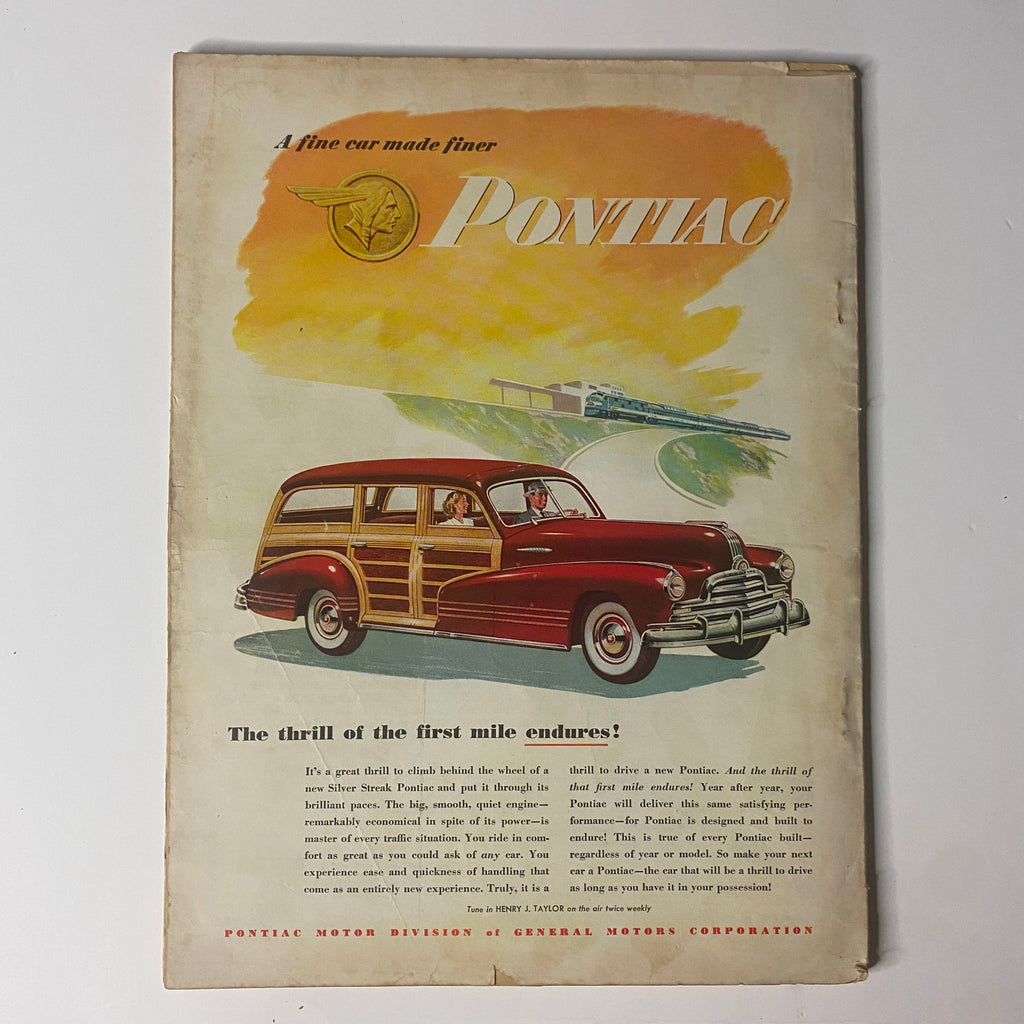 A fine car made finer
PONTIAC
The thrill of the first mile endures!
It's a great thrill to climb behind the wheel of a
new Silver Streak Pontiac and put it through its
brilliant paces. The big, smooth, quiet engine—
remarkably economical in spite of its power—is
master of every traffic situation. You ride in com-
fort as great as you could ask of any car. You
experience ease and quickness of handling that
come as an entirely new experience. Truly, it is a
thrill to drive a new Pontiac. And the thrill of
that first mile endures! Year after year, your
Pontiac will deliver this same satisfying per-
formance—for Pontiac is designed and built to
endure! This is true of every Pontiac built—
regardless of year or model. So make your next
car a Pontiac—the car that will be a thrill to drive
as long as you have it in your possession!
Tune in HENRY J. TAYLOR on the air twice weekly
PONTIAC MOTOR DIVISION of GENERAL MOTORS CORPORATION